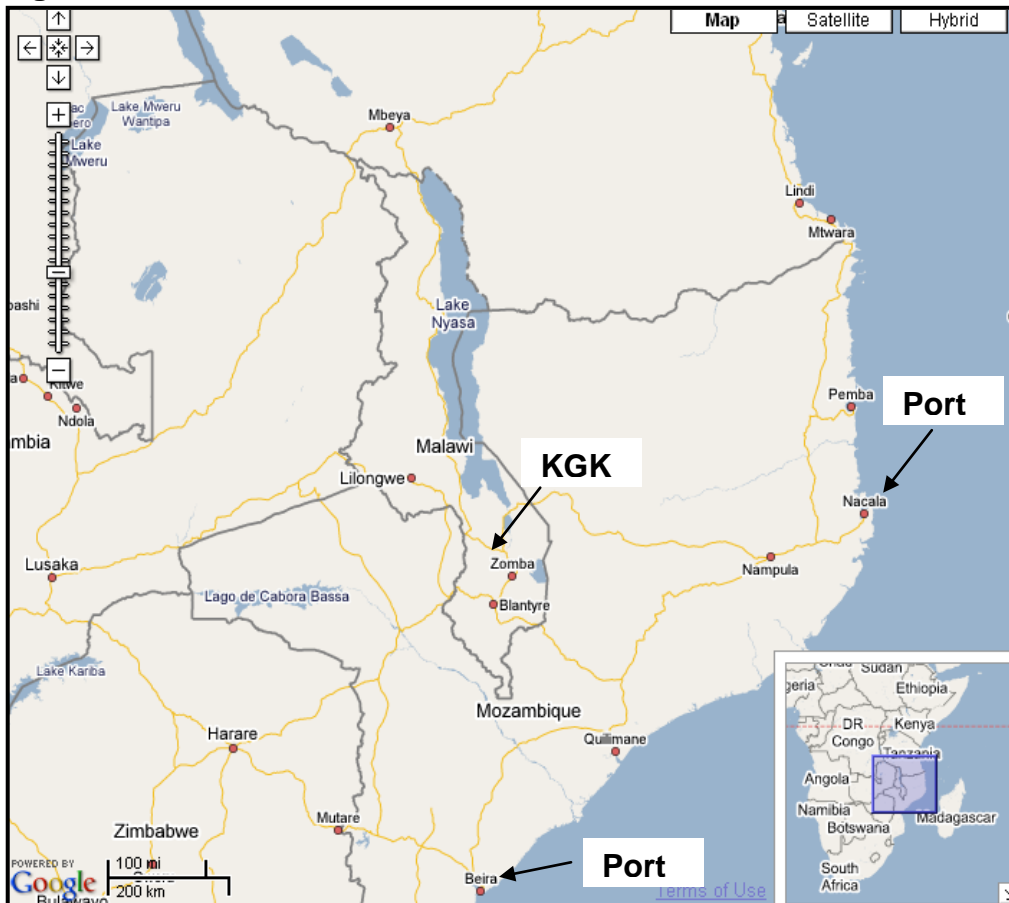 Map
Satellite
Hybrid
Lake Mweru
Wantipa
Lake
Mweru
Mbeya
Lindi
Mtwara
Lake
Nyasa
Kitwe
Ndola
Pemba
Port
Malawi
KGK
Lilongwe
Nacala
Lusaka
Zomba
Nampula
Lago de Cabora Bassa
Blantyre
Lake Kariba
Mozambique
Harare
Quilimane
Mutare
Zimbabwe
POWERED BY
Google
100 mi
200 km
Beira
Port
Terms of Use
Sudan
Ethiopia
DR
Congo
Kenya
Tanzania
Angola
Namibia
Botswana
Madagascar
South
Africa